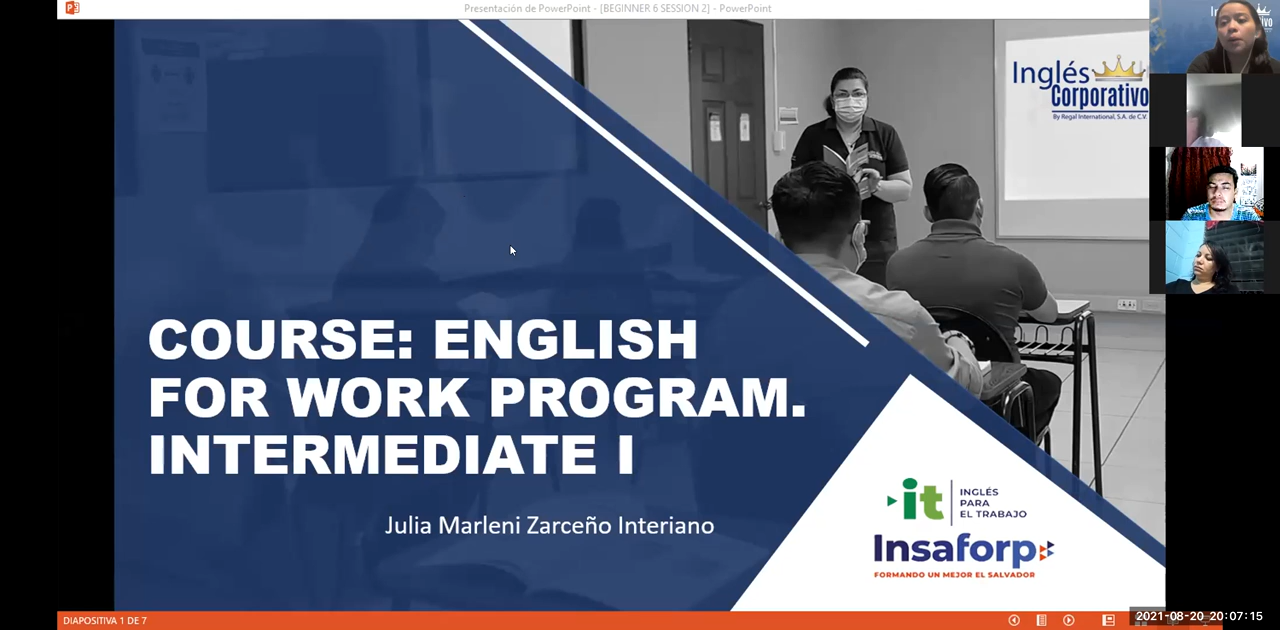 Presentación de PowerPoint - [BEGINNER 6 SESSION 2] - PowerPoint
Inglés
Corporativo
By Regal International, S.A. de C.V.
COURSE: ENGLISH
FOR WORK PROGRAM.
INTERMEDIATE I
Julia Marleni Zarceño Interiano
it
INGLÉS
PARA
EL TRABAJO
Insaforp
FORMANDO UN MEJOR EL SALVADOR
DIAPOSITIVA 1 DE 7
2021-08-20 20:07:15